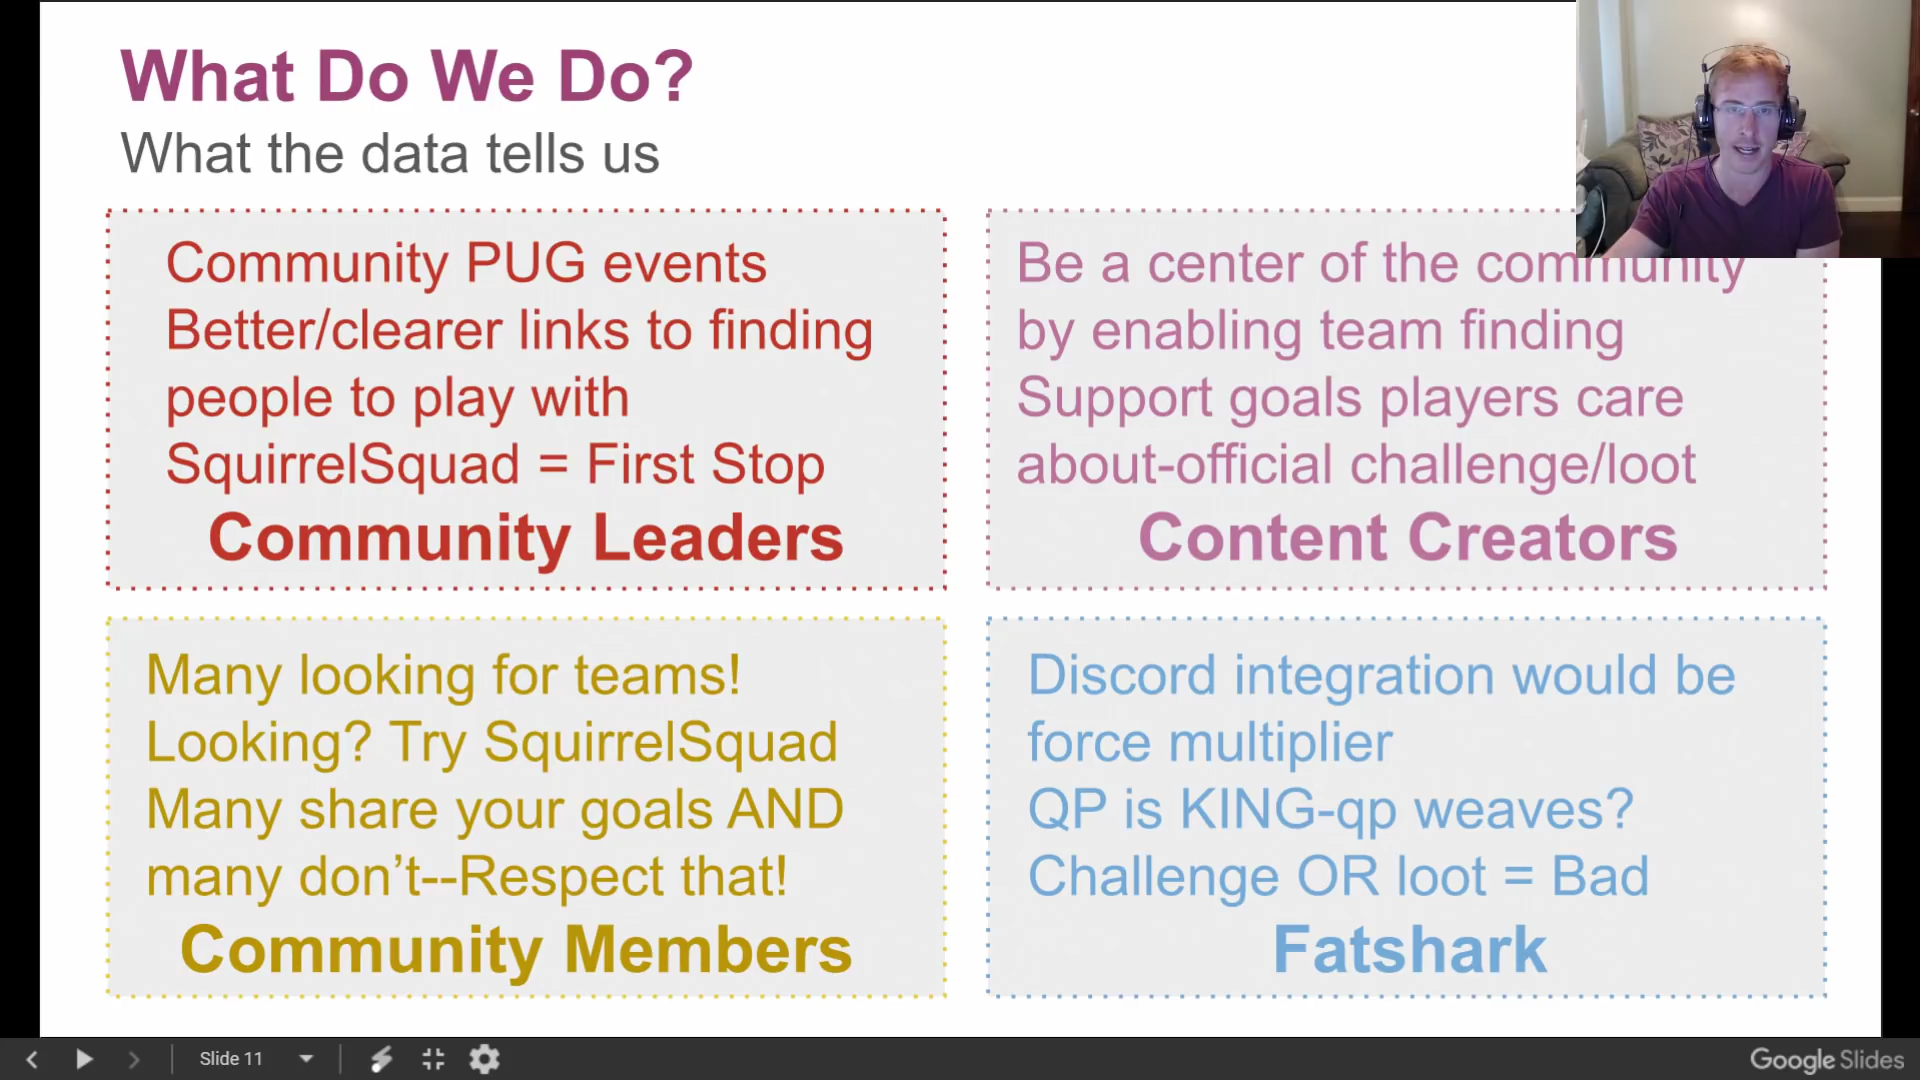 What Do We Do?
What the data tells us
Community PUG events
Better/clearer links to finding
people to play with
SquirrelSquad = First Stop
Community Leaders
Be a center of the community
by enabling team finding
Support goals players care
about-official challenge/loot
Content Creators
Many looking for teams!
Looking? Try SquirrelSquad
Many share your goals AND
many don’t--Respect that!
Community Members
Discord integration would be
force multiplier
QP is KING-qp weaves?
Challenge OR loot = Bad
Fatshark
Slide 11
Google Slides